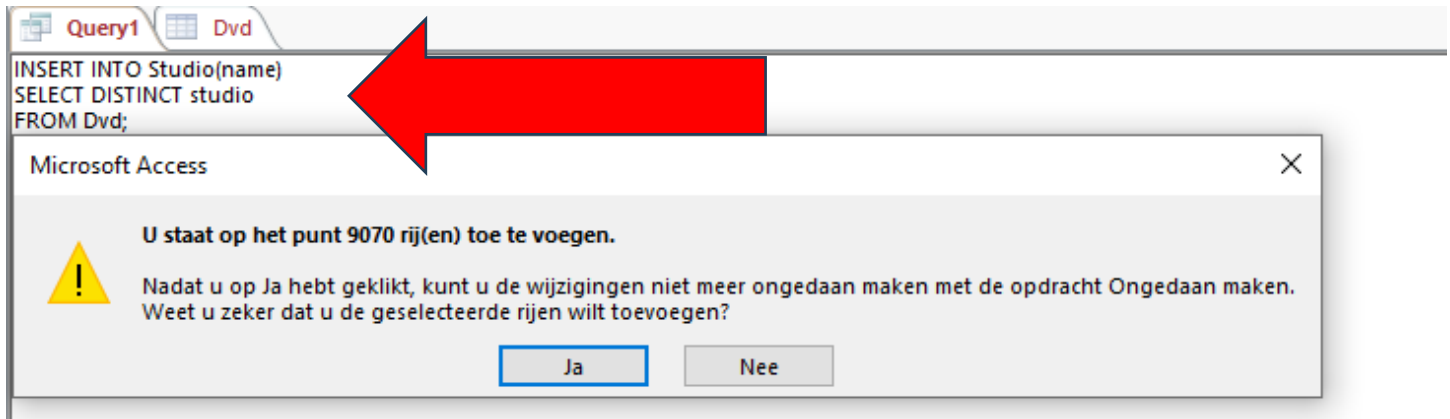 Query1 Dvd
INSERT INTO Studio(name)
SELECT DISTINCT studio
FROM Dvd;
Microsoft Access
U staat op het punt 9070 rij(en) toe te voegen.
Nadat u op Ja hebt geklikt, kunt u de wijzigingen niet meer ongedaan maken met de opdracht Ongedaan maken.
Weet u zeker dat u de geselecteerde rijen wilt toevoegen?
Ja Nee